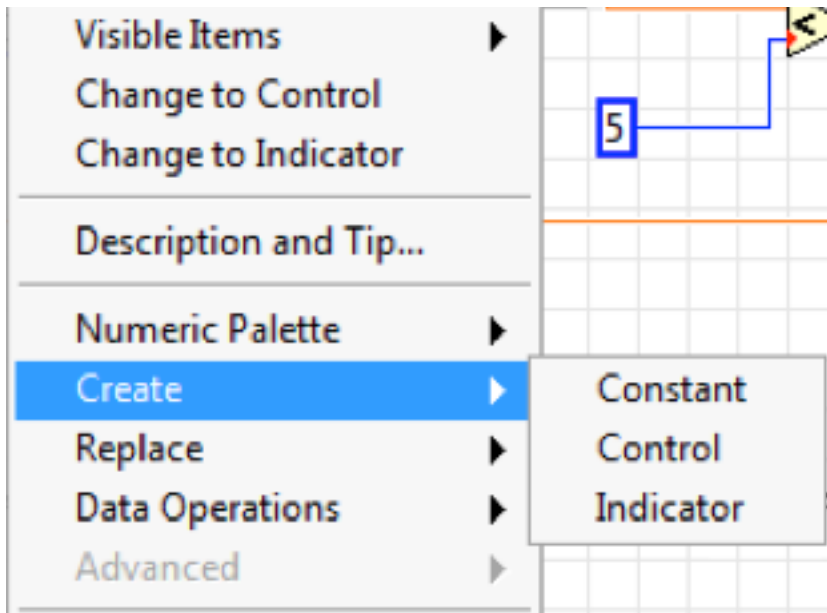 Visible Items
Change to Control
Change to Indicator
Description and Tip...
Numeric Palette
Create
Replace
Data Operations
Advanced
Constant
Control
Indicator
<
5